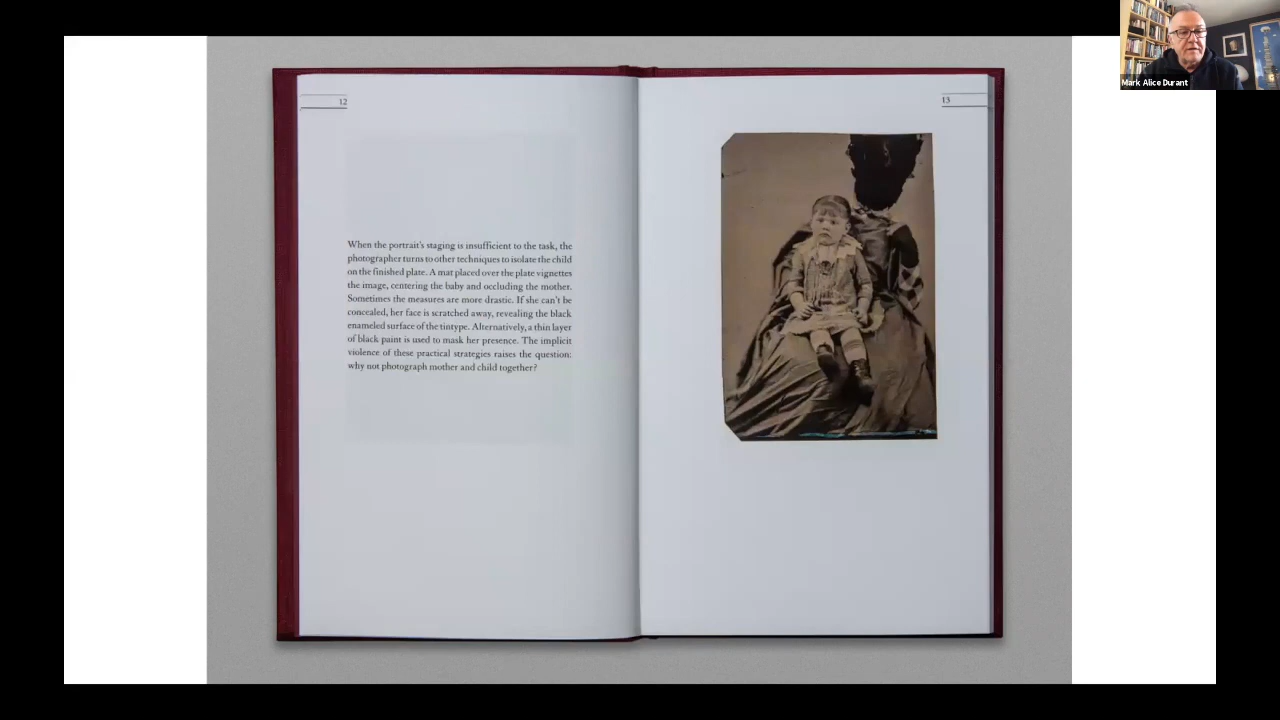 Mark Alice Durant
12
13
When the portrait's staging is insufficient to the task, the
photographer turns to other techniques to isolate the child
on the finished plate. A mat placed over the plate vignettes
the image, centering the baby and occluding the mother.
Sometimes the measures are more drastic. If she can't be
concealed, her face is scratched away, revealing the black
enameled surface of the tintype. Alternatively, a thin layer
of black paint is used to mask her presence. The implicit
violence of these practical strategies raises the question:
why not photograph mother and child together?